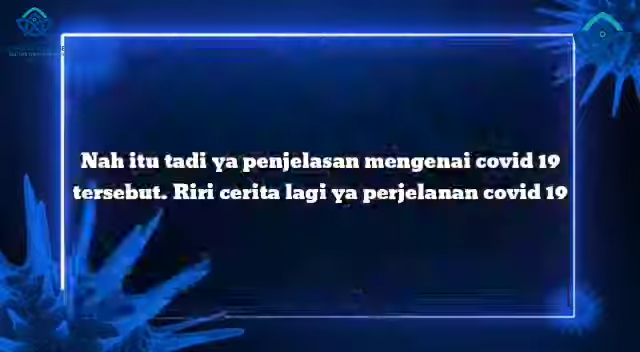 Nah itu tadi ya penjelasan mengenai covid 19
tersebut. Riri cerita lagi ya perjelanan covid 19